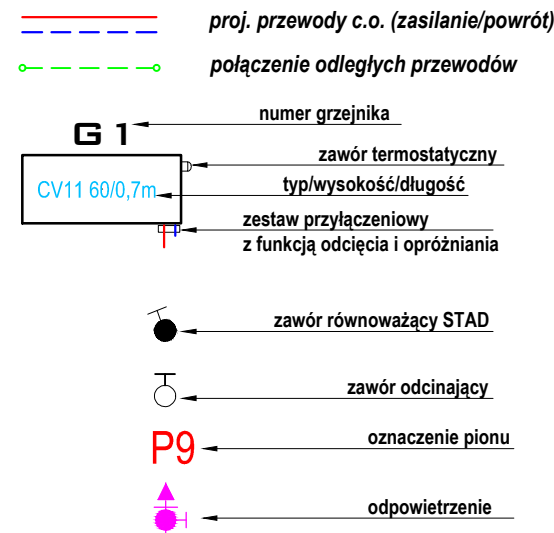 proj. przewody c.o. (zasilanie/powrót)
połączenie odległych przewodów
numer grzejnika
G 1
zawór termostatyczny
CV11 60/0,7m
typ/wysokość/długość
zestaw przyłączeniowy
z funkcją odcięcia i opróżniania
zawór równoważący STAD
zawór odcinający
P9
oznaczenie pionu
odpowietrzenie